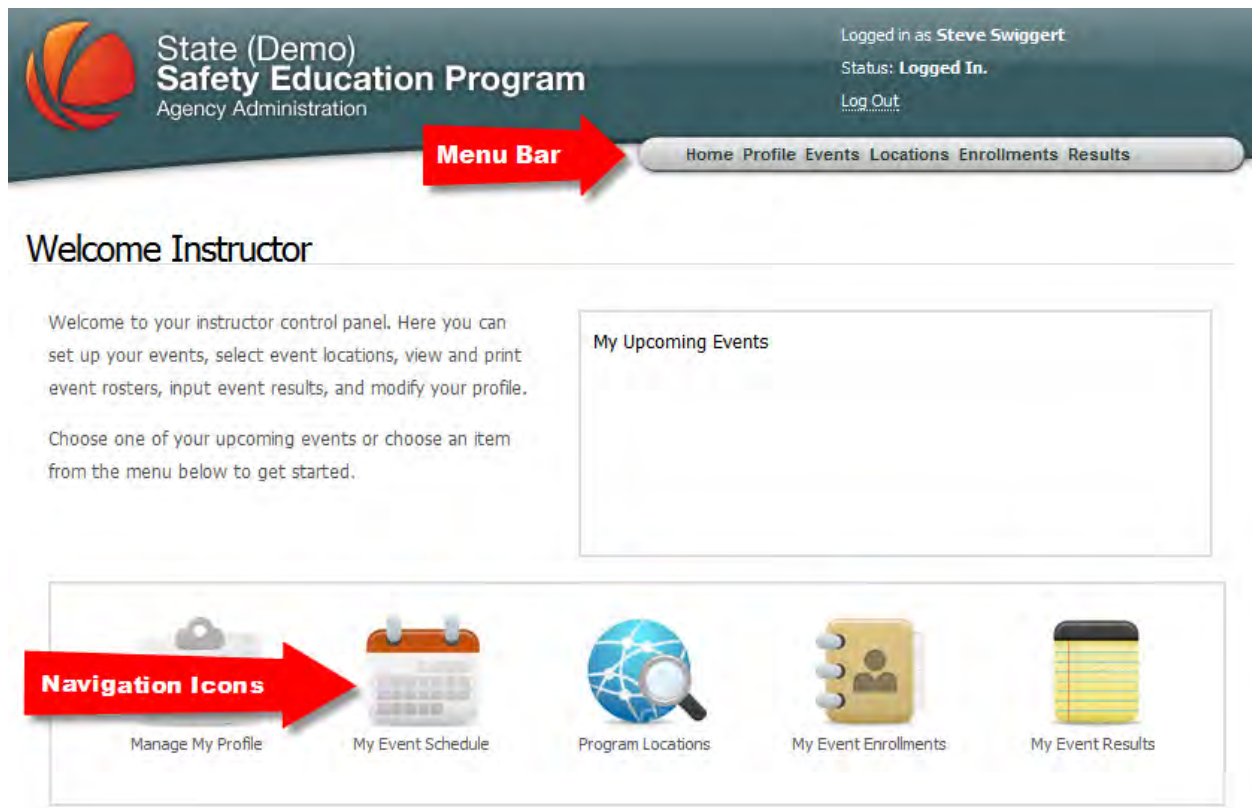 State (Demo)
Safety Education Program
Agency Administration
Logged in as Steve Swiggert
Status: Logged In.
Log Out
Menu Bar
Home Profile Events Locations Enrollments Results
Welcome Instructor
Welcome to your instructor control panel. Here you can
set up your events, select event locations, view and print
event rosters, input event results, and modify your profile.
Choose one of your upcoming events or choose an item
from the menu below to get started.
My Upcoming Events
Navigation Icons
Manage My Profile
My Event Schedule
Program Locations
My Event Enrollments
My Event Results